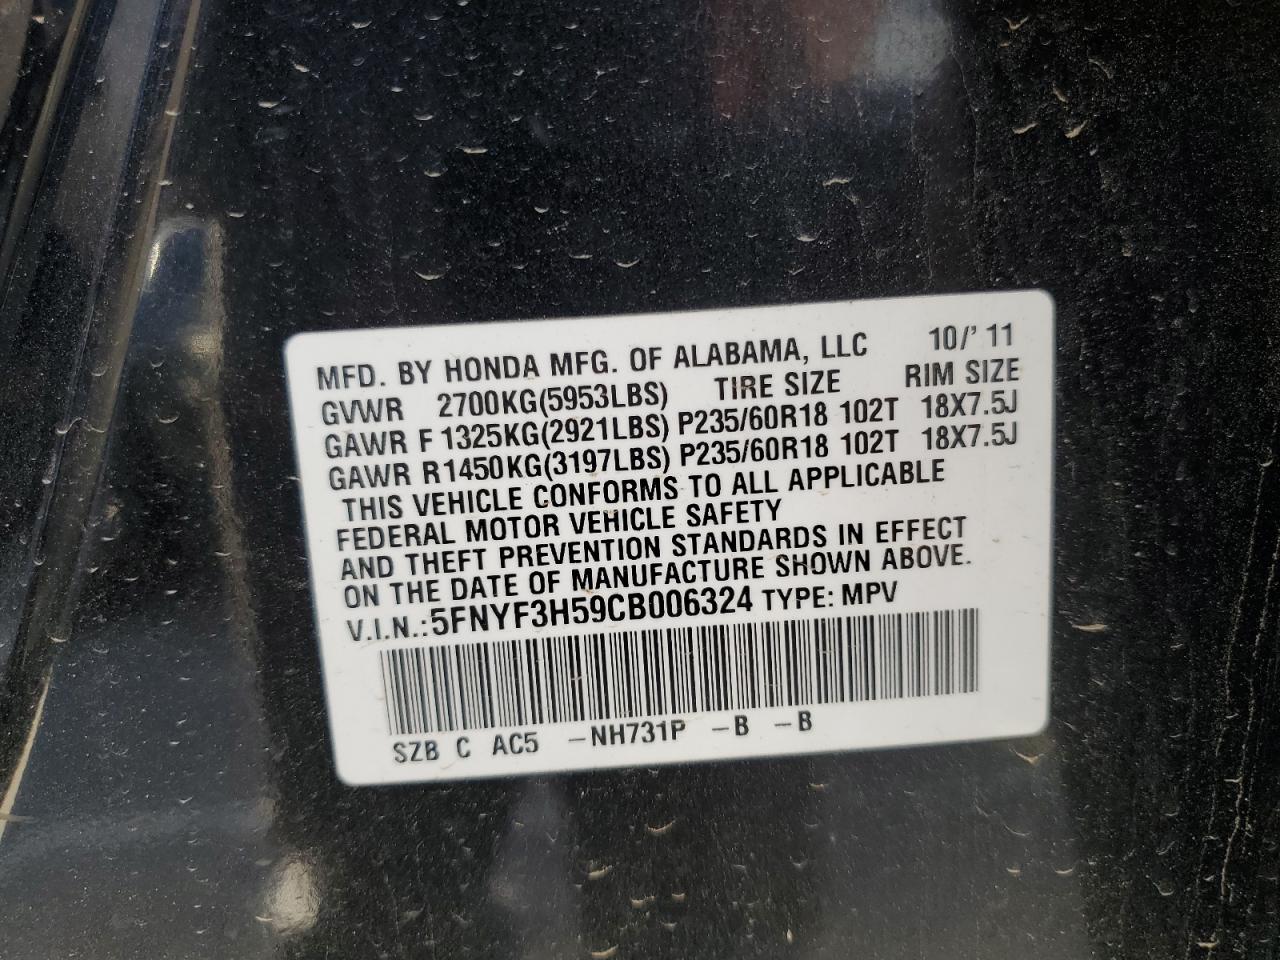 MFD. BY HONDA MFG. OF ALABAMA, LLC 10/'11
GVWR 2700KG(5953LBS) TIRE SIZE RIM SIZE
GAWR F 1325KG(2921LBS) P235/60R18 102T 18X7.5J
GAWR R1450KG(3197LBS) P235/60R18 102T 18X7.5J
THIS VEHICLE CONFORMS TO ALL APPLICABLE
FEDERAL MOTOR VEHICLE SAFETY
AND THEFT PREVENTION STANDARDS IN EFFECT
ON THE DATE OF MANUFACTURE SHOWN ABOVE.
V.I.N.:5FNYF3H59CB006324 TYPE: MPV
SZB C AC5 -NH731P -B -B